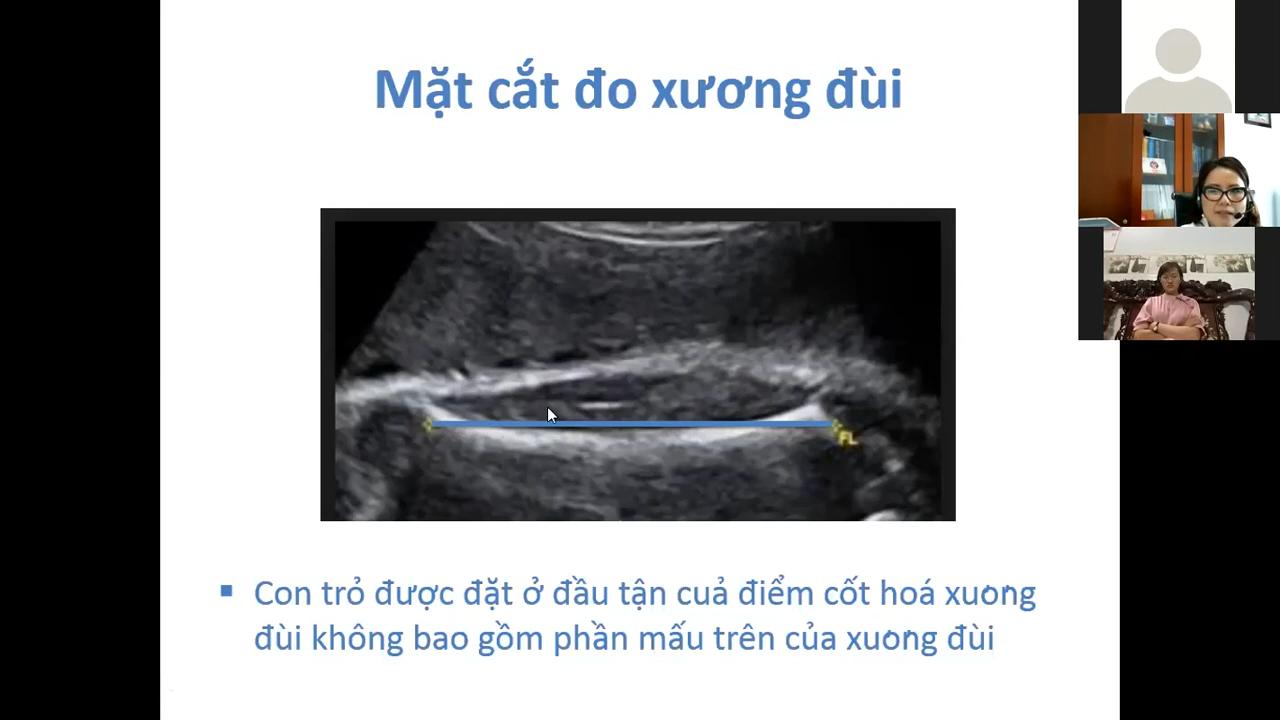 Mặt cắt đo xương đùi
FL
Con trỏ được đặt ở đầu tận cuả điểm cốt hoá xương
đùi không bao gồm phần mấu trên của xương đùi